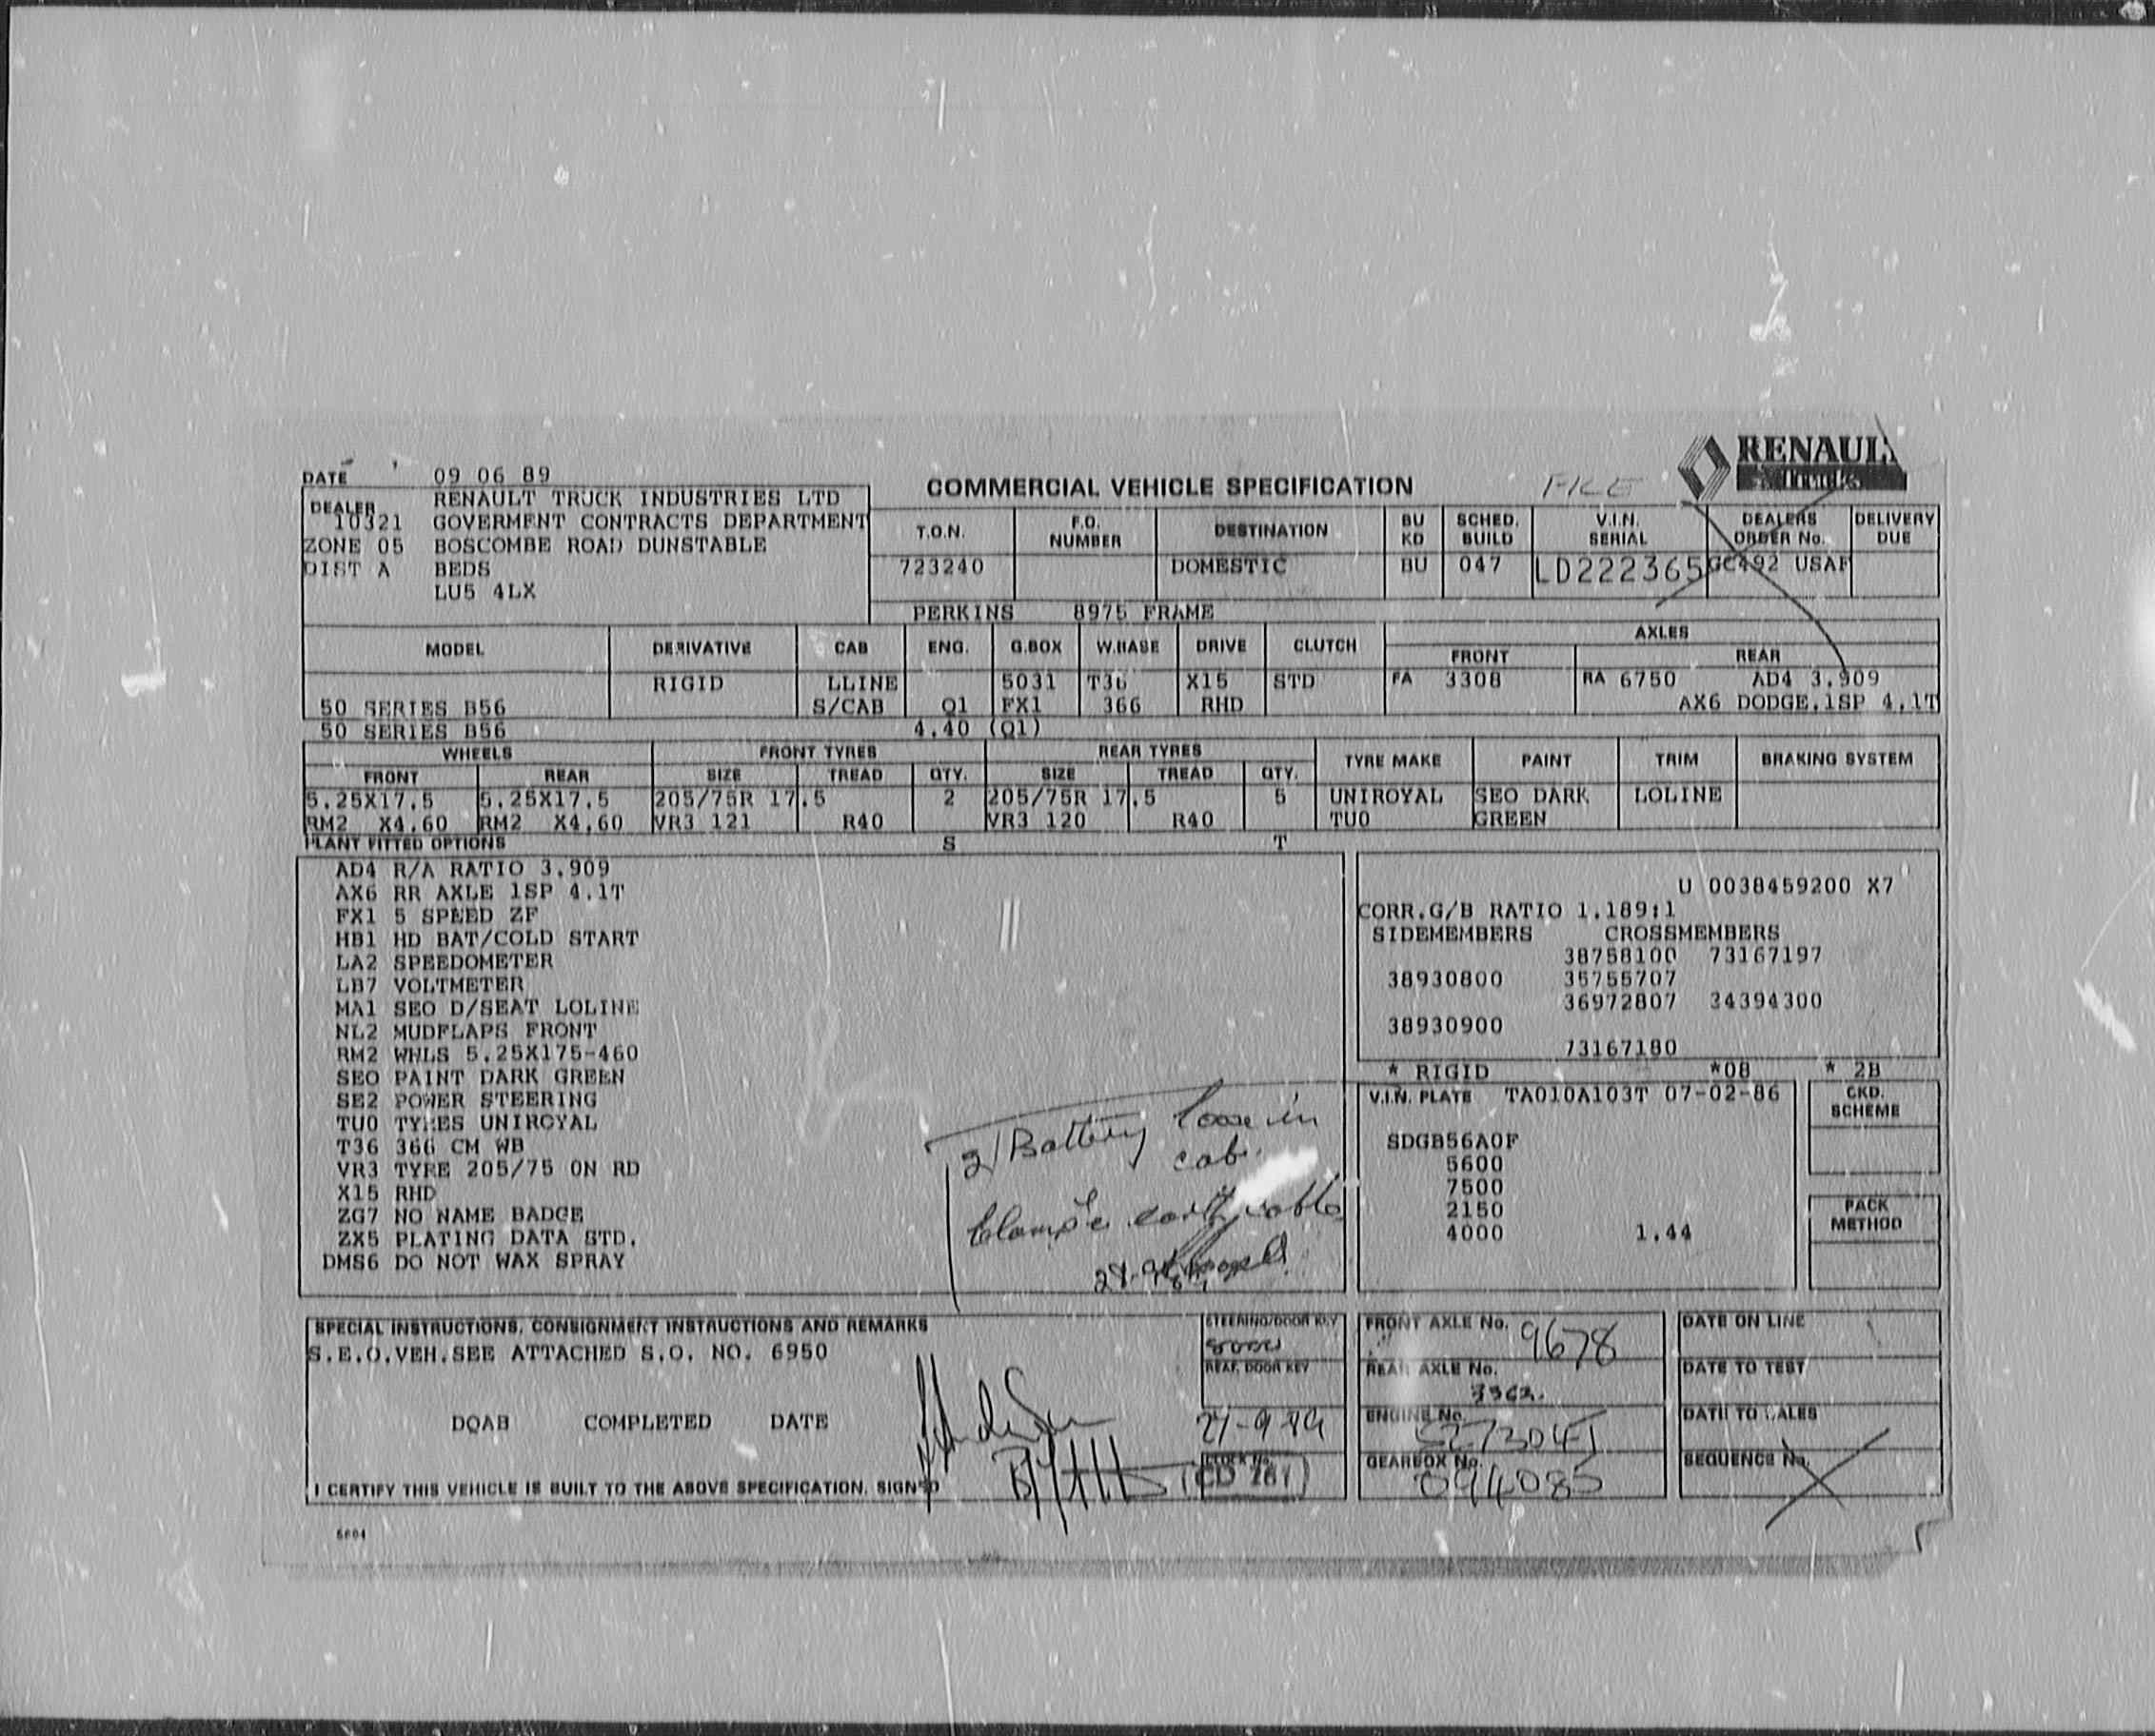 RENAUL
Trucks
DATE 09 06 89
COMMERCIAL VEHICLE SPECIFICATION FILE
DEALER RENAULT TRUCK INDUSTRIES LTD
10321 GOVERMENT CONTRACTS DEPARTMENT
ZONE 05 BOSCOMBE ROAD DUNSTABLE
DIST A BEDS
LU5 4LX
T.O.N. F.O. NUMBER DESTINATION BU KD SCHED. BUILD V.I.N. SERIAL DEALERS ORDER No. DELIVERY DUE
723240 DOMESTIC BU 047 LD222365 GC492 USAF
PERKINS 8975 FRAME
MODEL DERIVATIVE CAB ENG. G.BOX W.BASE DRIVE CLUTCH AXLES
FRONT REAR
RIGID LLINE 5031 T36 X15 STD FA 3308 RA 6750 AD4 3.909
50 SERIES B56 S/CAB Q1 FX1 366 RHD AX6 DODGE.1SP 4.1T
50 SERIES B56 4.40 (Q1)
WHEELS FRONT TYRES REAR TYRES TYRE MAKE PAINT TRIM BRAKING SYSTEM
FRONT REAR SIZE TREAD QTY. SIZE TREAD QTY.
5.25X17.5 5.25X17.5 205/75R 17.5 2 205/75R 17.5 5 UNIROYAL SEO DARK LOLINE
RM2 X4.60 RM2 X4.60 VR3 121 R40 VR3 120 R40 TU0 GREEN
PLANT FITTED OPTIONS S T
AD4 R/A RATIO 3.909
AX6 RR AXLE 1SP 4.1T
FX1 5 SPEED ZF
HB1 HD BAT/COLD START
LA2 SPEEDOMETER
LB7 VOLTMETER
MA1 SEO D/SEAT LOLINE
NL2 MUDFLAPS FRONT
RM2 WHLS 5.25X175-460
SEO PAINT DARK GREEN
SE2 POWER STEERING
TU0 TYRES UNIROYAL
T36 366 CM WB
VR3 TYRE 205/75 ON RD
X15 RHD
ZG7 NO NAME BADGE
ZX5 PLATING DATA STD.
DMS6 DO NOT WAX SPRAY
2/ Battery loose in
cab.
earth cable
U 0038459200 X7
CORR.G/B RATIO 1.189:1
SIDEMEMBERS CROSSMEMBERS
38758100 73167197
38930800 35755707
36972807 34394300
38930900
73167180
* RIGID *08 * 2B
V.I.N. PLATE TA010A103T 07-02-86
SDGB56A0F
5600
7500
2150
4000 1.44
CKD. SCHEME
PACK METHOD
SPECIAL INSTRUCTIONS, CONSIGNMENT INSTRUCTIONS AND REMARKS
S.E.O.VEH.SEE ATTACHED S.O. NO. 6950
DQAB COMPLETED DATE
I CERTIFY THIS VEHICLE IS BUILT TO THE ABOVE SPECIFICATION. SIGNED
STEERING/DOOR KEY
REAR DOOR KEY
FRONT AXLE No. 9678
REAR AXLE No.
3362.
ENGINE No.
GEARBOX No.
094085
DATE ON LINE
DATE TO TEST
DATE TO SALES
SEQUENCE No.